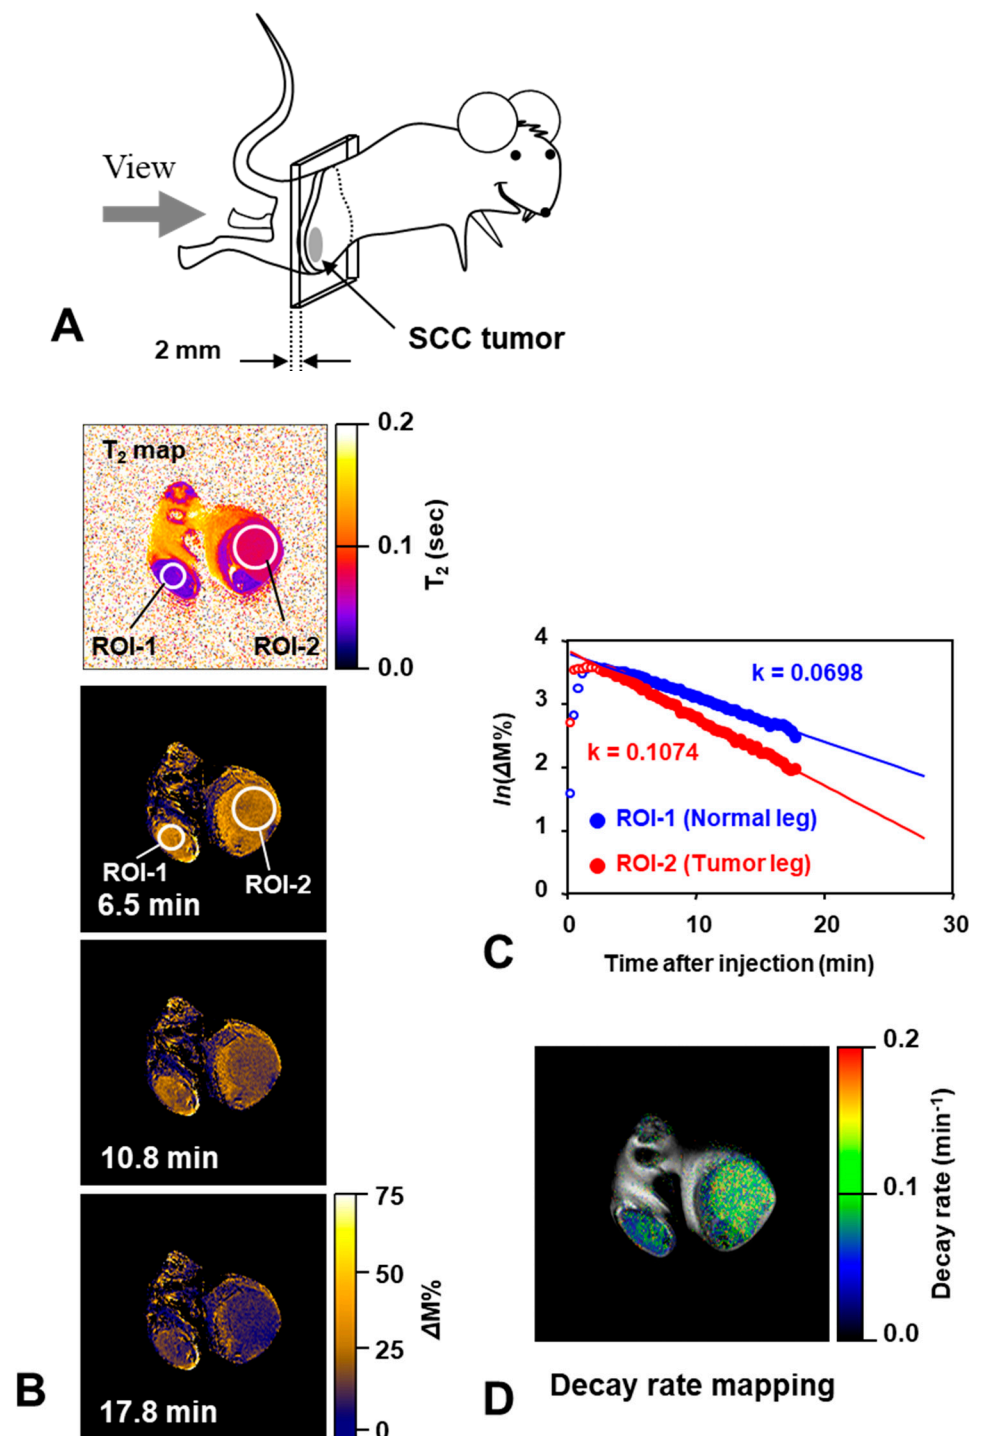 View
A
SCC tumor
2 mm
T2 map
0.2
0.1
0.0
T2 (sec)
ROI-1
ROI-2
ROI-1
ROI-2
6.5 min
10.8 min
17.8 min
75
50
25
0
ΔM%
B
4
3
2
1
0
ln(ΔM%)
k = 0.0698
k = 0.1074
ROI-1 (Normal leg)
ROI-2 (Tumor leg)
0
10
20
30
Time after injection (min)
C
0.2
0.1
0.0
Decay rate (min-1)
Decay rate mapping
D